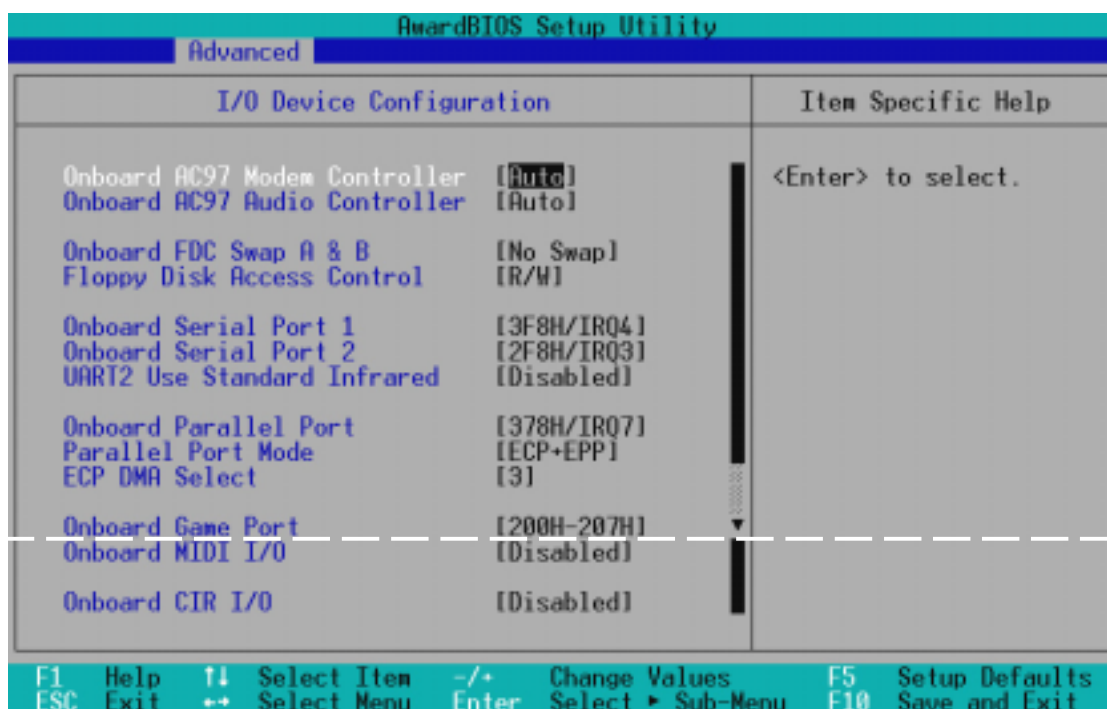 AwardBIOS Setup Utility
Advanced
I/O Device Configuration
Item Specific Help
Onboard AC97 Modem Controller [Auto]
<Enter> to select.
Onboard AC97 Audio Controller [Auto]
Onboard FDC Swap A & B [No Swap]
Floppy Disk Access Control [R/W]
Onboard Serial Port 1 [3F8H/IRQ4]
Onboard Serial Port 2 [2F8H/IRQ3]
UART2 Use Standard Infrared [Disabled]
Onboard Parallel Port [378H/IRQ7]
Parallel Port Mode [ECP+EPP]
ECP DMA Select [3]
Onboard Game Port [200H-207H]
Onboard MIDI I/O [Disabled]
Onboard CIR I/O [Disabled]
F1 Help ↑↓ Select Item -/+ Change Values F5 Setup Defaults
ESC Exit ←→ Select Menu Enter Select ► Sub-Menu F10 Save and Exit